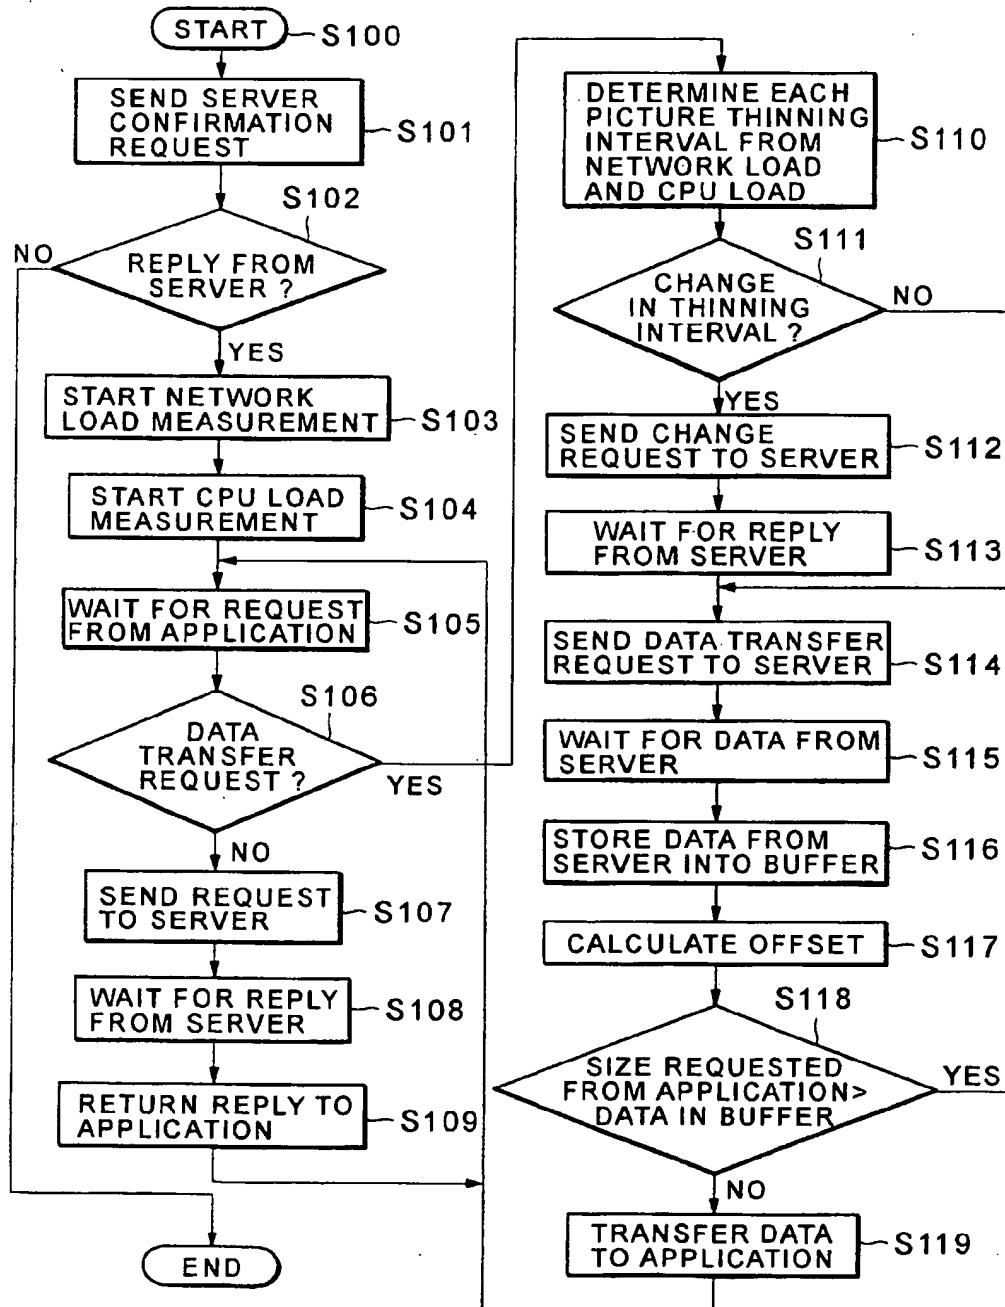 START
S100
SEND SERVER
CONFIRMATION
REQUEST
S101
S102
NO
REPLY FROM
SERVER ?
YES
START NETWORK
LOAD MEASUREMENT
S103
START CPU LOAD
MEASUREMENT
S104
WAIT FOR REQUEST
FROM APPLICATION
S105
S106
DATA
TRANSFER
REQUEST ?
YES
NO
SEND REQUEST
TO SERVER
S107
WAIT FOR REPLY
FROM SERVER
S108
RETURN REPLY TO
APPLICATION
S109
END
DETERMINE EACH
PICTURE THINNING
INTERVAL FROM
NETWORK LOAD
AND CPU LOAD
S110
S111
CHANGE
IN THINNING
INTERVAL ?
NO
YES
SEND CHANGE
REQUEST TO SERVER
S112
WAIT FOR REPLY
FROM SERVER
S113
SEND DATA TRANSFER
REQUEST TO SERVER
S114
WAIT FOR DATA FROM
SERVER
S115
STORE DATA FROM
SERVER INTO BUFFER
S116
CALCULATE OFFSET
S117
S118
SIZE REQUESTED
FROM APPLICATION>
DATA IN BUFFER
YES
NO
TRANSFER DATA
TO APPLICATION
S119